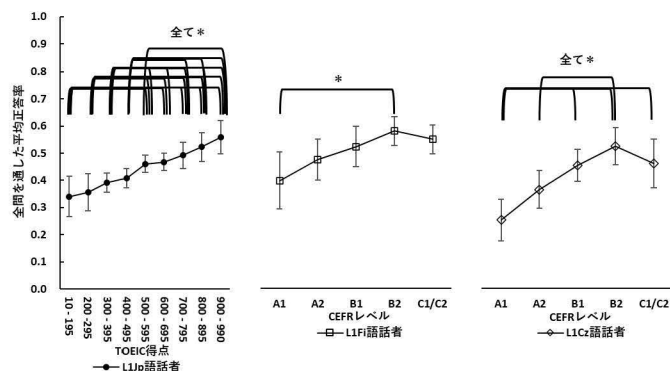 全問を通した平均正答率
1.0
0.9
0.8
0.7
0.6
0.5
0.4
0.3
0.2
0.1
0.0
全て＊
10 - 195
200 - 295
300 - 395
400 - 495
500 - 595
600 - 695
700 - 795
800 - 895
900 - 990
TOEIC得点
L1Jp語話者
＊
A1 A2 B1 B2 C1/C2
CEFRレベル
L1Fi語話者
全て＊
A1 A2 B1 B2 C1/C2
CEFRレベル
L1Cz語話者